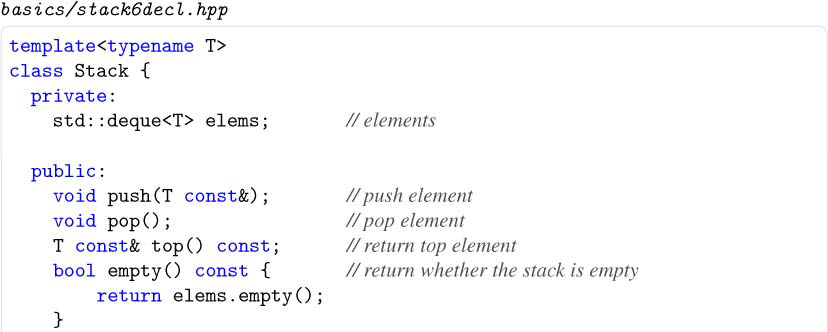 basics/stack6decl.hpp
template<typename T>
class Stack {
  private:
    std::deque<T> elems;       // elements

  public:
    void push(T const&);       // push element
    void pop();                // pop element
    T const& top() const;      // return top element
    bool empty() const {       // return whether the stack is empty
        return elems.empty();
    }